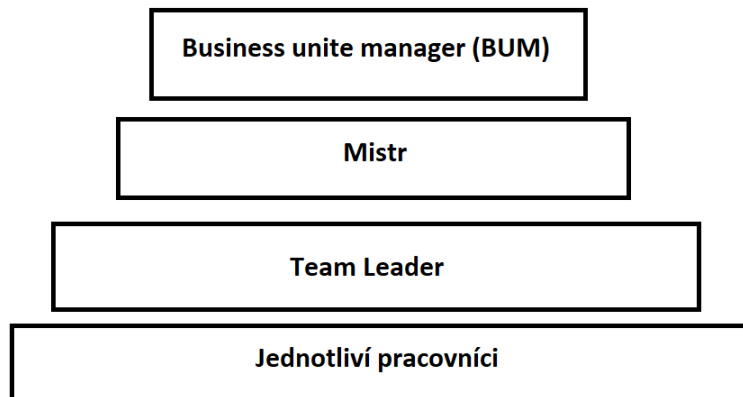 Business unite manager (BUM)
Mistr
Team Leader
Jednotliví pracovníci